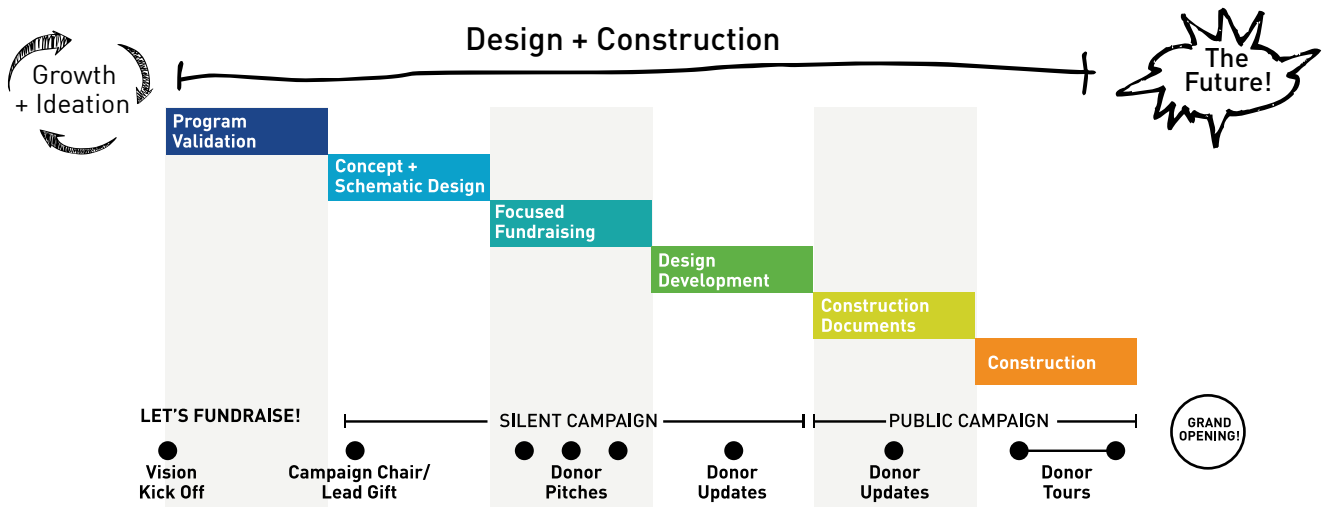 Growth
+ Ideation
Design + Construction
The
Future!
Program
Validation
Concept +
Schematic Design
Focused
Fundraising
Design
Development
Construction
Documents
Construction
LET'S FUNDRAISE!
SILENT CAMPAIGN
PUBLIC CAMPAIGN
GRAND
OPENING!
Vision
Kick Off
Campaign Chair/
Lead Gift
Donor
Pitches
Donor
Updates
Donor
Updates
Donor
Tours